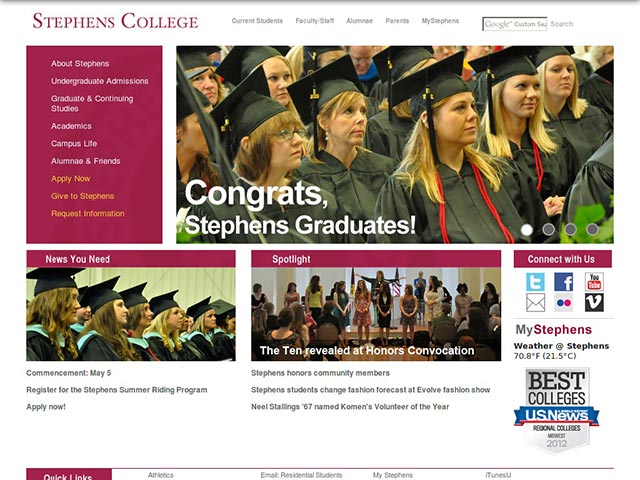 STEPHENS COLLEGE
Current Students Faculty/Staff Alumnae Parents MyStephens
Google™ Custom Sea Search
About Stephens
Undergraduate Admissions
Graduate & Continuing
Studies
Academics
Campus Life
Alumnae & Friends
Apply Now
Give to Stephens
Request Information
Congrats,
Stephens Graduates!
News You Need
Commencement: May 5
Register for the Stephens Summer Riding Program
Apply now!
Spotlight
The Ten revealed at Honors Convocation
Stephens honors community members
Stephens students change fashion forecast at Evolve fashion show
Neel Stallings '67 named Komen's Volunteer of the Year
Connect with Us
You
Tube
MyStephens
Weather @ Stephens
70.8°F (21.5°C)
BEST
COLLEGES
U.S.News
REGIONAL COLLEGES
MIDWEST
2012
Quick Links
Athletics Email: Residential Students My Stephens iTunesU